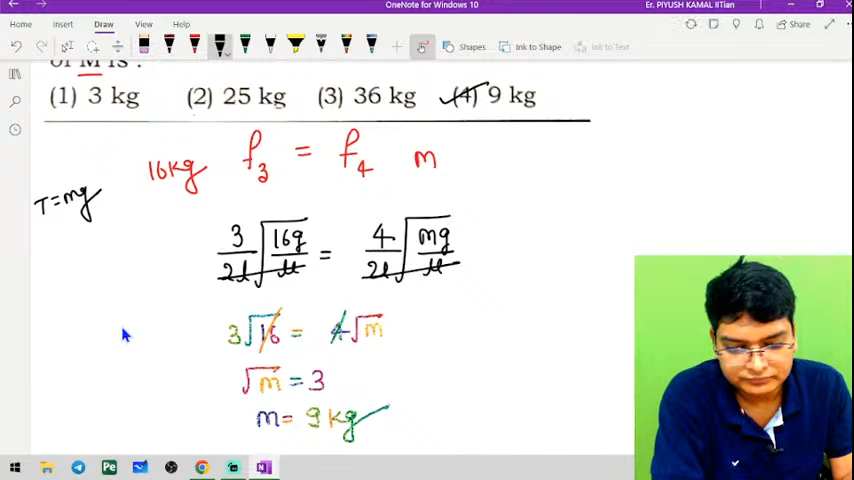 OneNote for Windows 10
Er. PIYUSH KAMAL IITian
Home Insert Draw View Help
Shapes Ink to Shape Ink to Text Share
of M is :
(1) 3 kg (2) 25 kg (3) 36 kg (4) 9 kg
16kg f₃ = f₄ m
T=mg
3/2l √(16g/μ) = 4/2l √(mg/μ)
3√16 = 4√m
√m = 3
m = 9 kg